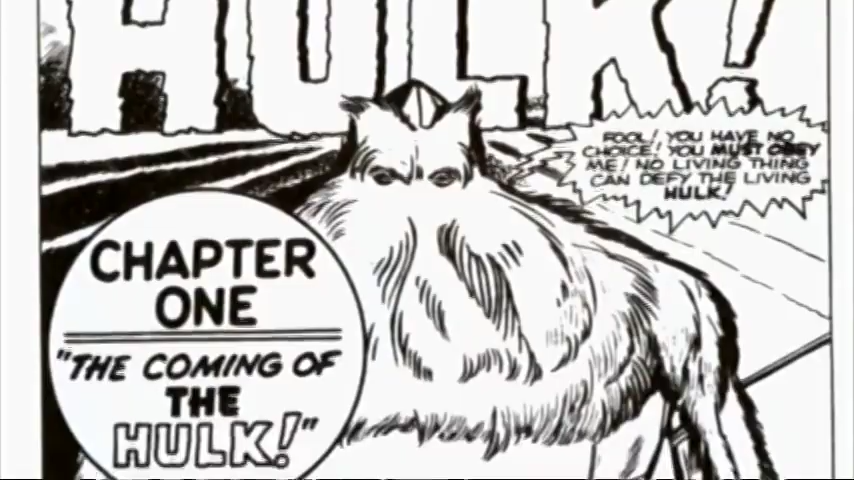 HULK!
FOOL! YOU HAVE NO
CHOICE! YOU MUST OBEY
ME! NO LIVING THING
CAN DEFY THE LIVING
HULK!
CHAPTER
ONE
"THE COMING OF
THE
HULK!"